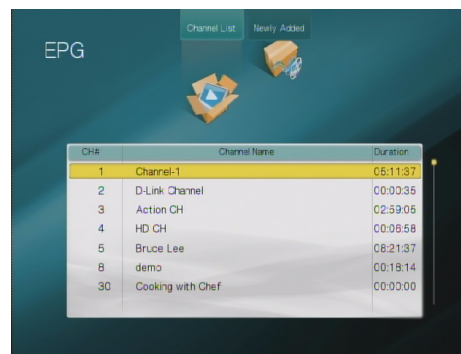 Channel List Newly Added
EPG
CH# Channel Name Duration
1 Channel-1 05:11:37
2 D-Link Channel 00:00:35
3 Action CH 02:59:05
4 HD CH 00:06:58
5 Bruce Lee 08:21:37
8 demo 00:18:14
30 Cooking with Chef 00:00:00